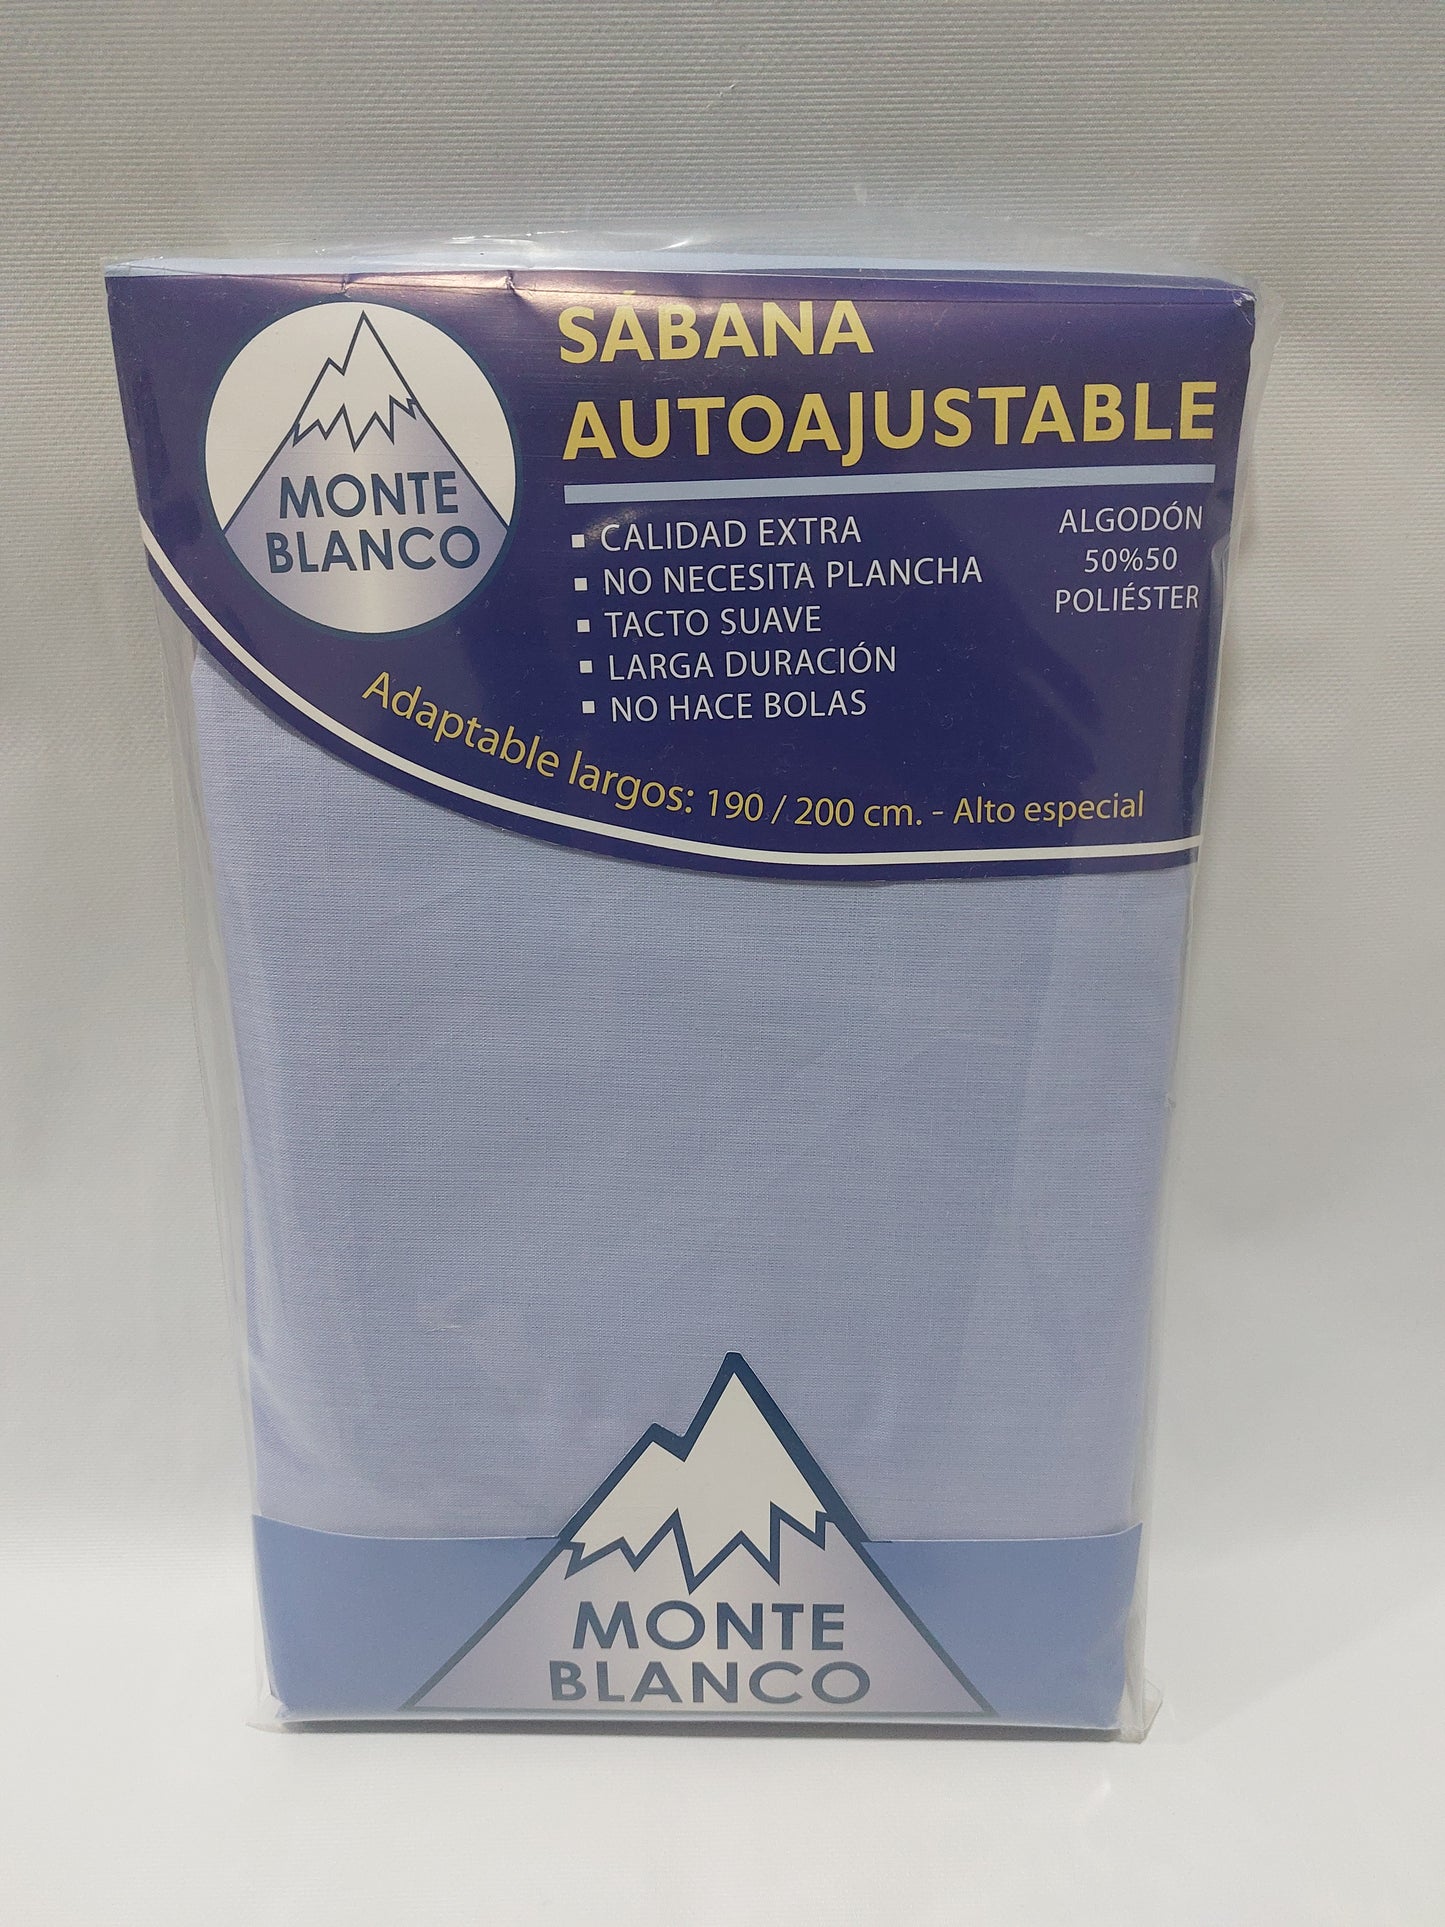 MONTE
BLANCO
SÁBANA
AUTOAJUSTABLE
▪ CALIDAD EXTRA
▪ NO NECESITA PLANCHA
▪ TACTO SUAVE
▪ LARGA DURACIÓN
▪ NO HACE BOLAS
ALGODÓN
50%50
POLIÉSTER
Adaptable largos: 190 / 200 cm. - Alto especial
MONTE
BLANCO